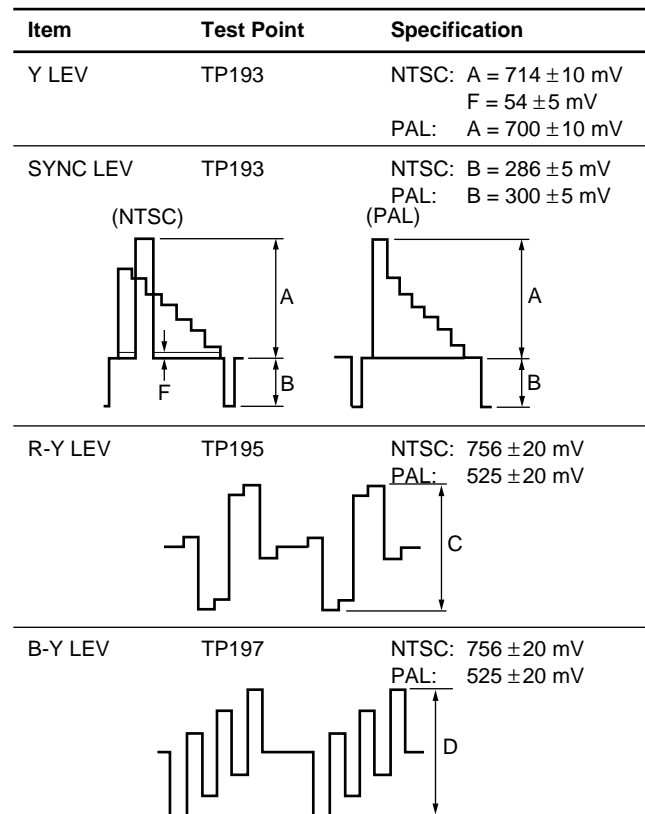 Item Test Point Specification
Y LEV TP193 NTSC: A = 714 ±10 mV
F = 54 ±5 mV
PAL: A = 700 ±10 mV
SYNC LEV TP193 NTSC: B = 286 ±5 mV
PAL: B = 300 ±5 mV
(NTSC) (PAL)
A A
F B B
R-Y LEV TP195 NTSC: 756 ±20 mV
PAL: 525 ±20 mV
C
B-Y LEV TP197 NTSC: 756 ±20 mV
PAL: 525 ±20 mV
D